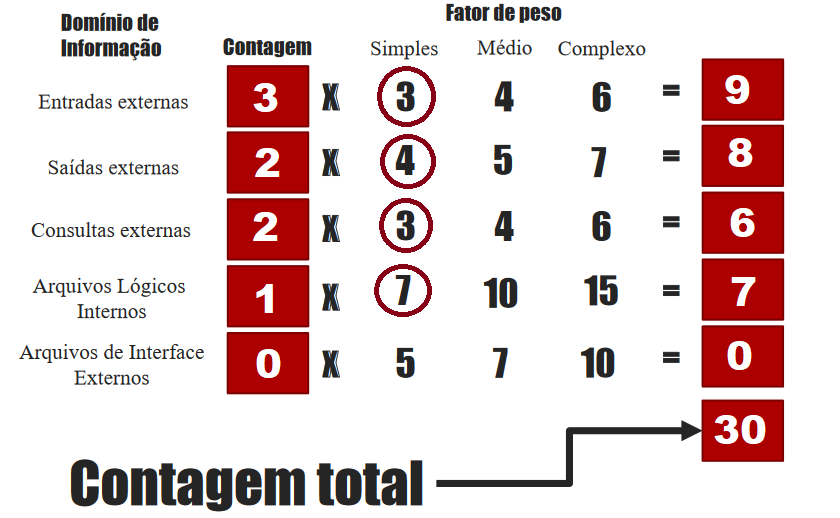 Fator de peso
Domínio de
Informação
Contagem
Simples Médio Complexo
Entradas externas 3 X 3 4 6 = 9
Saídas externas 2 X 4 5 7 = 8
Consultas externas 2 X 3 4 6 = 6
Arquivos Lógicos
Internos 1 X 7 10 15 = 7
Arquivos de Interface
Externos 0 X 5 7 10 = 0
30
Contagem total